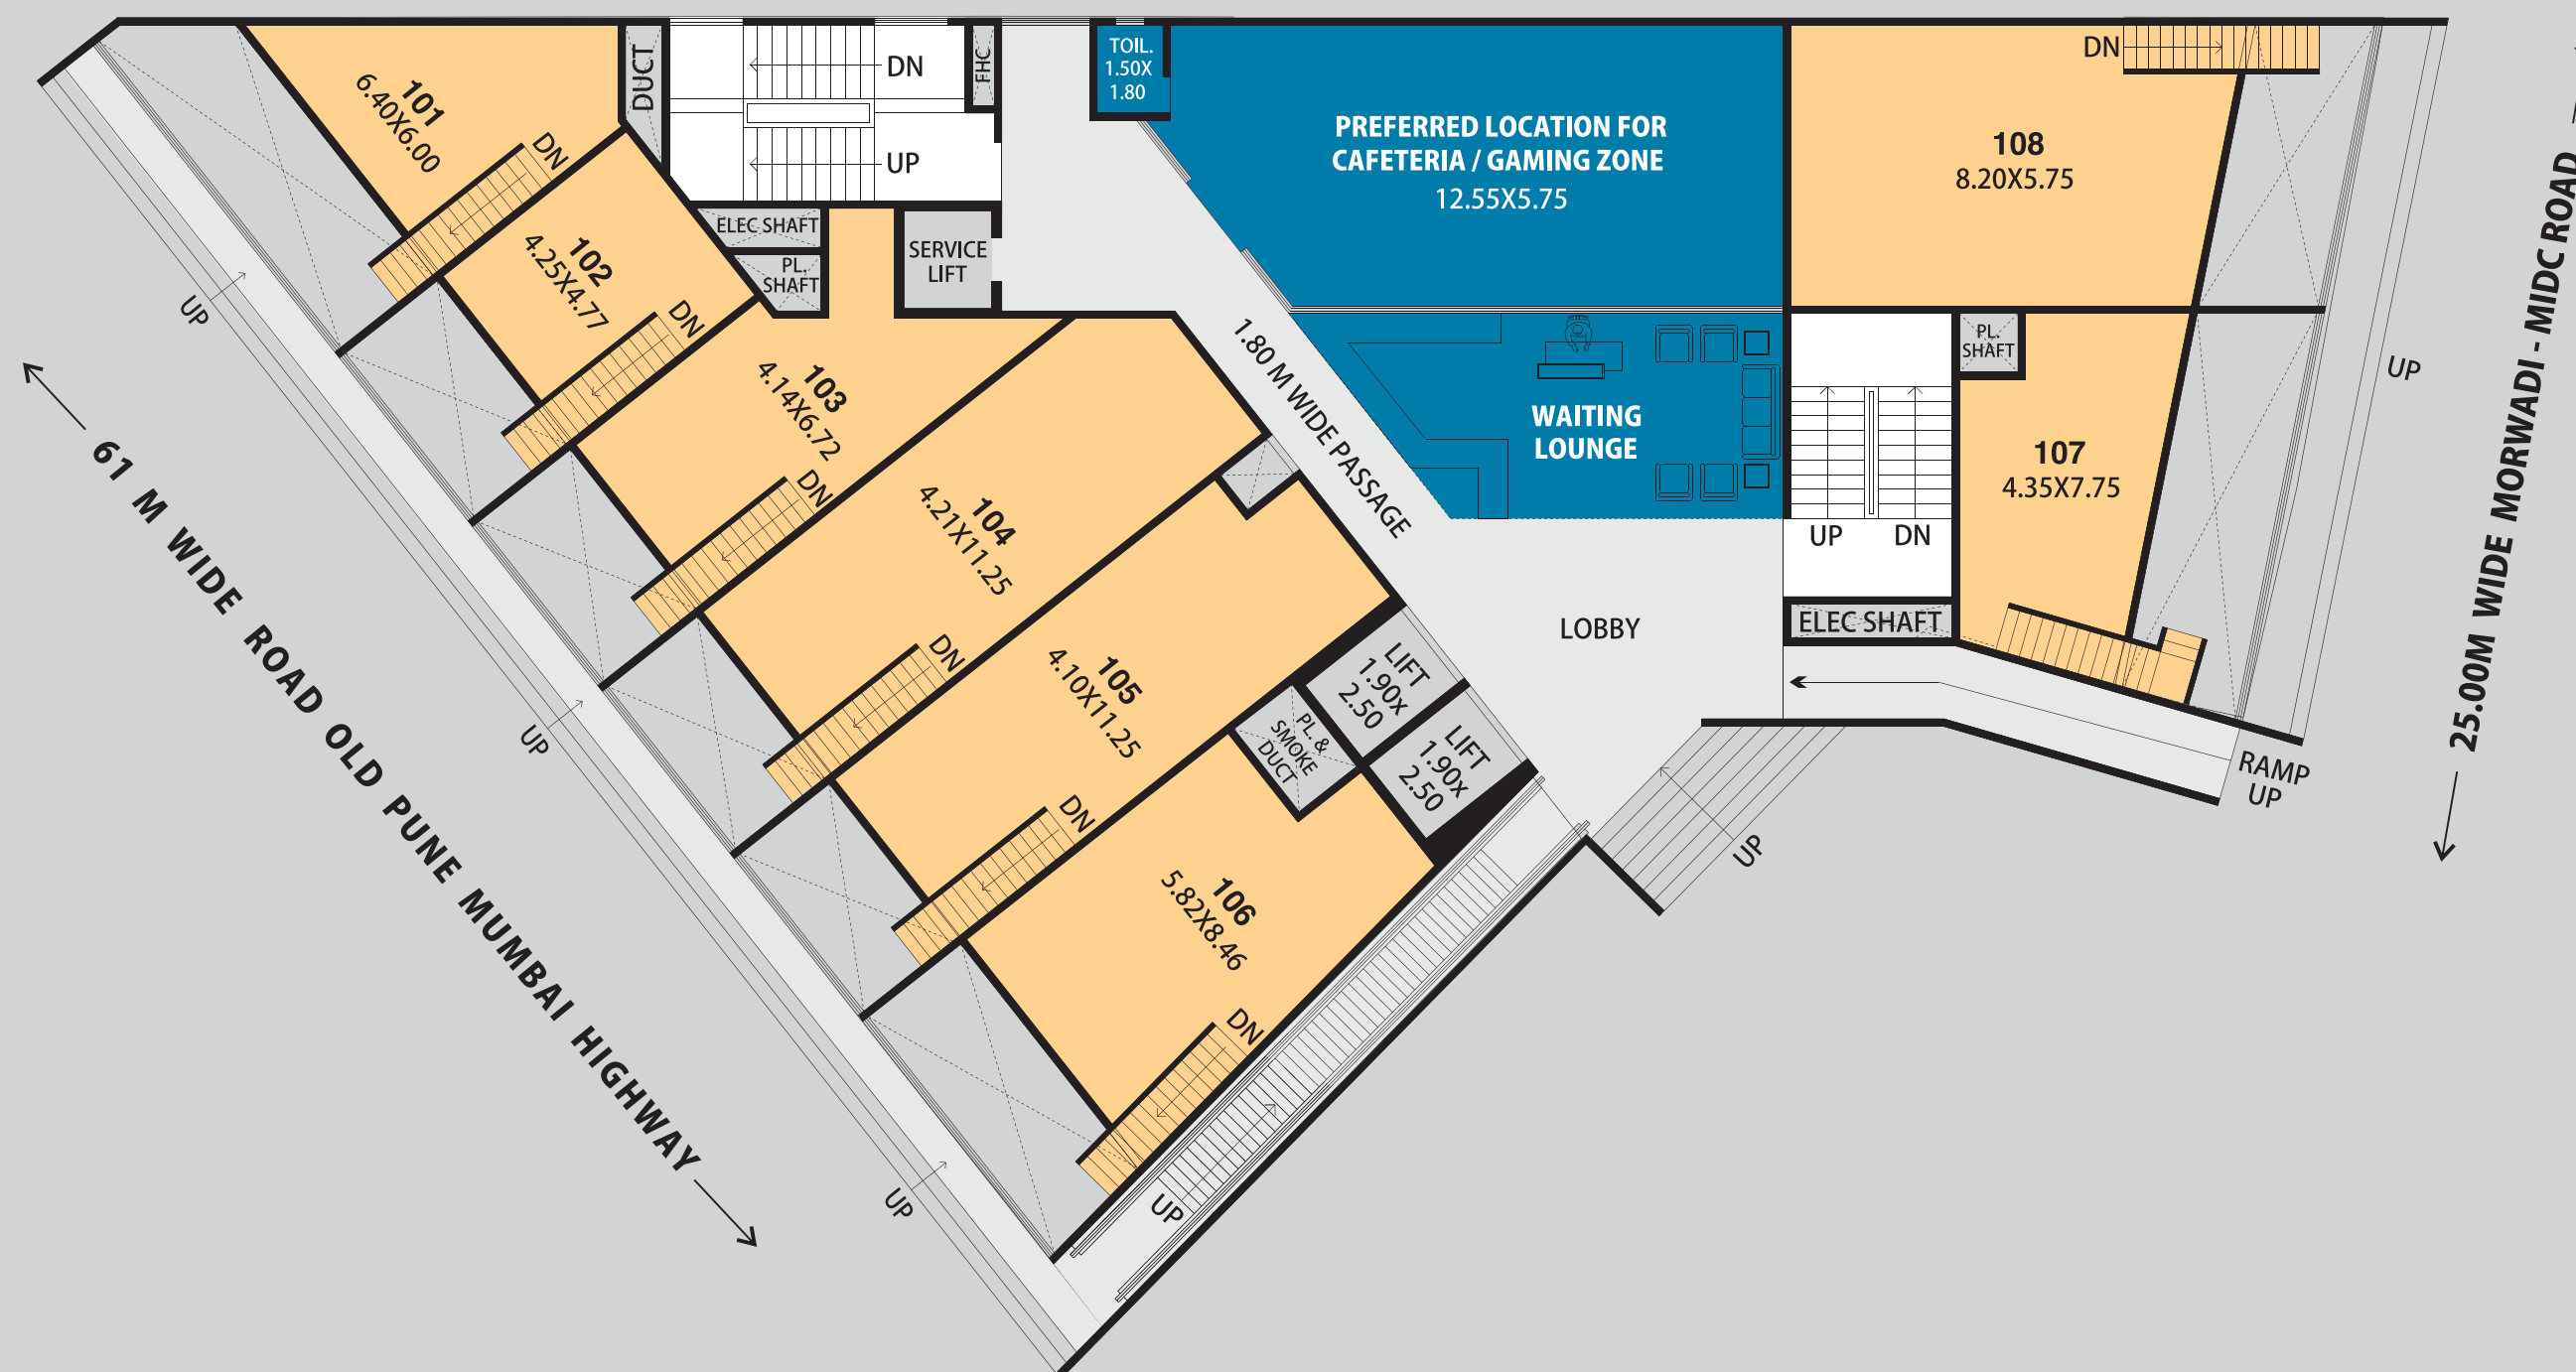 101
6.40X6.00
DN
DUCT
DN
UP
FHC
TOIL.
1.50X
1.80
PREFERRED LOCATION FOR
CAFETERIA / GAMING ZONE
12.55X5.75
108
8.20X5.75
DN
102
4.25X4.77
DN
ELEC SHAFT
PL.
SHAFT
SERVICE
LIFT
1.80 M WIDE PASSAGE
WAITING
LOUNGE
PL.
SHAFT
107
4.35X7.75
UP
DN
ELEC SHAFT
LOBBY
103
4.14X6.72
DN
104
4.21X11.25
DN
105
4.10X11.25
DN
LIFT
1.90x
2.50
LIFT
1.90x
2.50
PL. &
SMOKE
DUCT
106
5.82X8.46
DN
UP
UP
UP
UP
UP
UP
RAMP
UP
61 M WIDE ROAD OLD PUNE MUMBAI HIGHWAY
25.00M WIDE MORWADI - MIDC ROAD